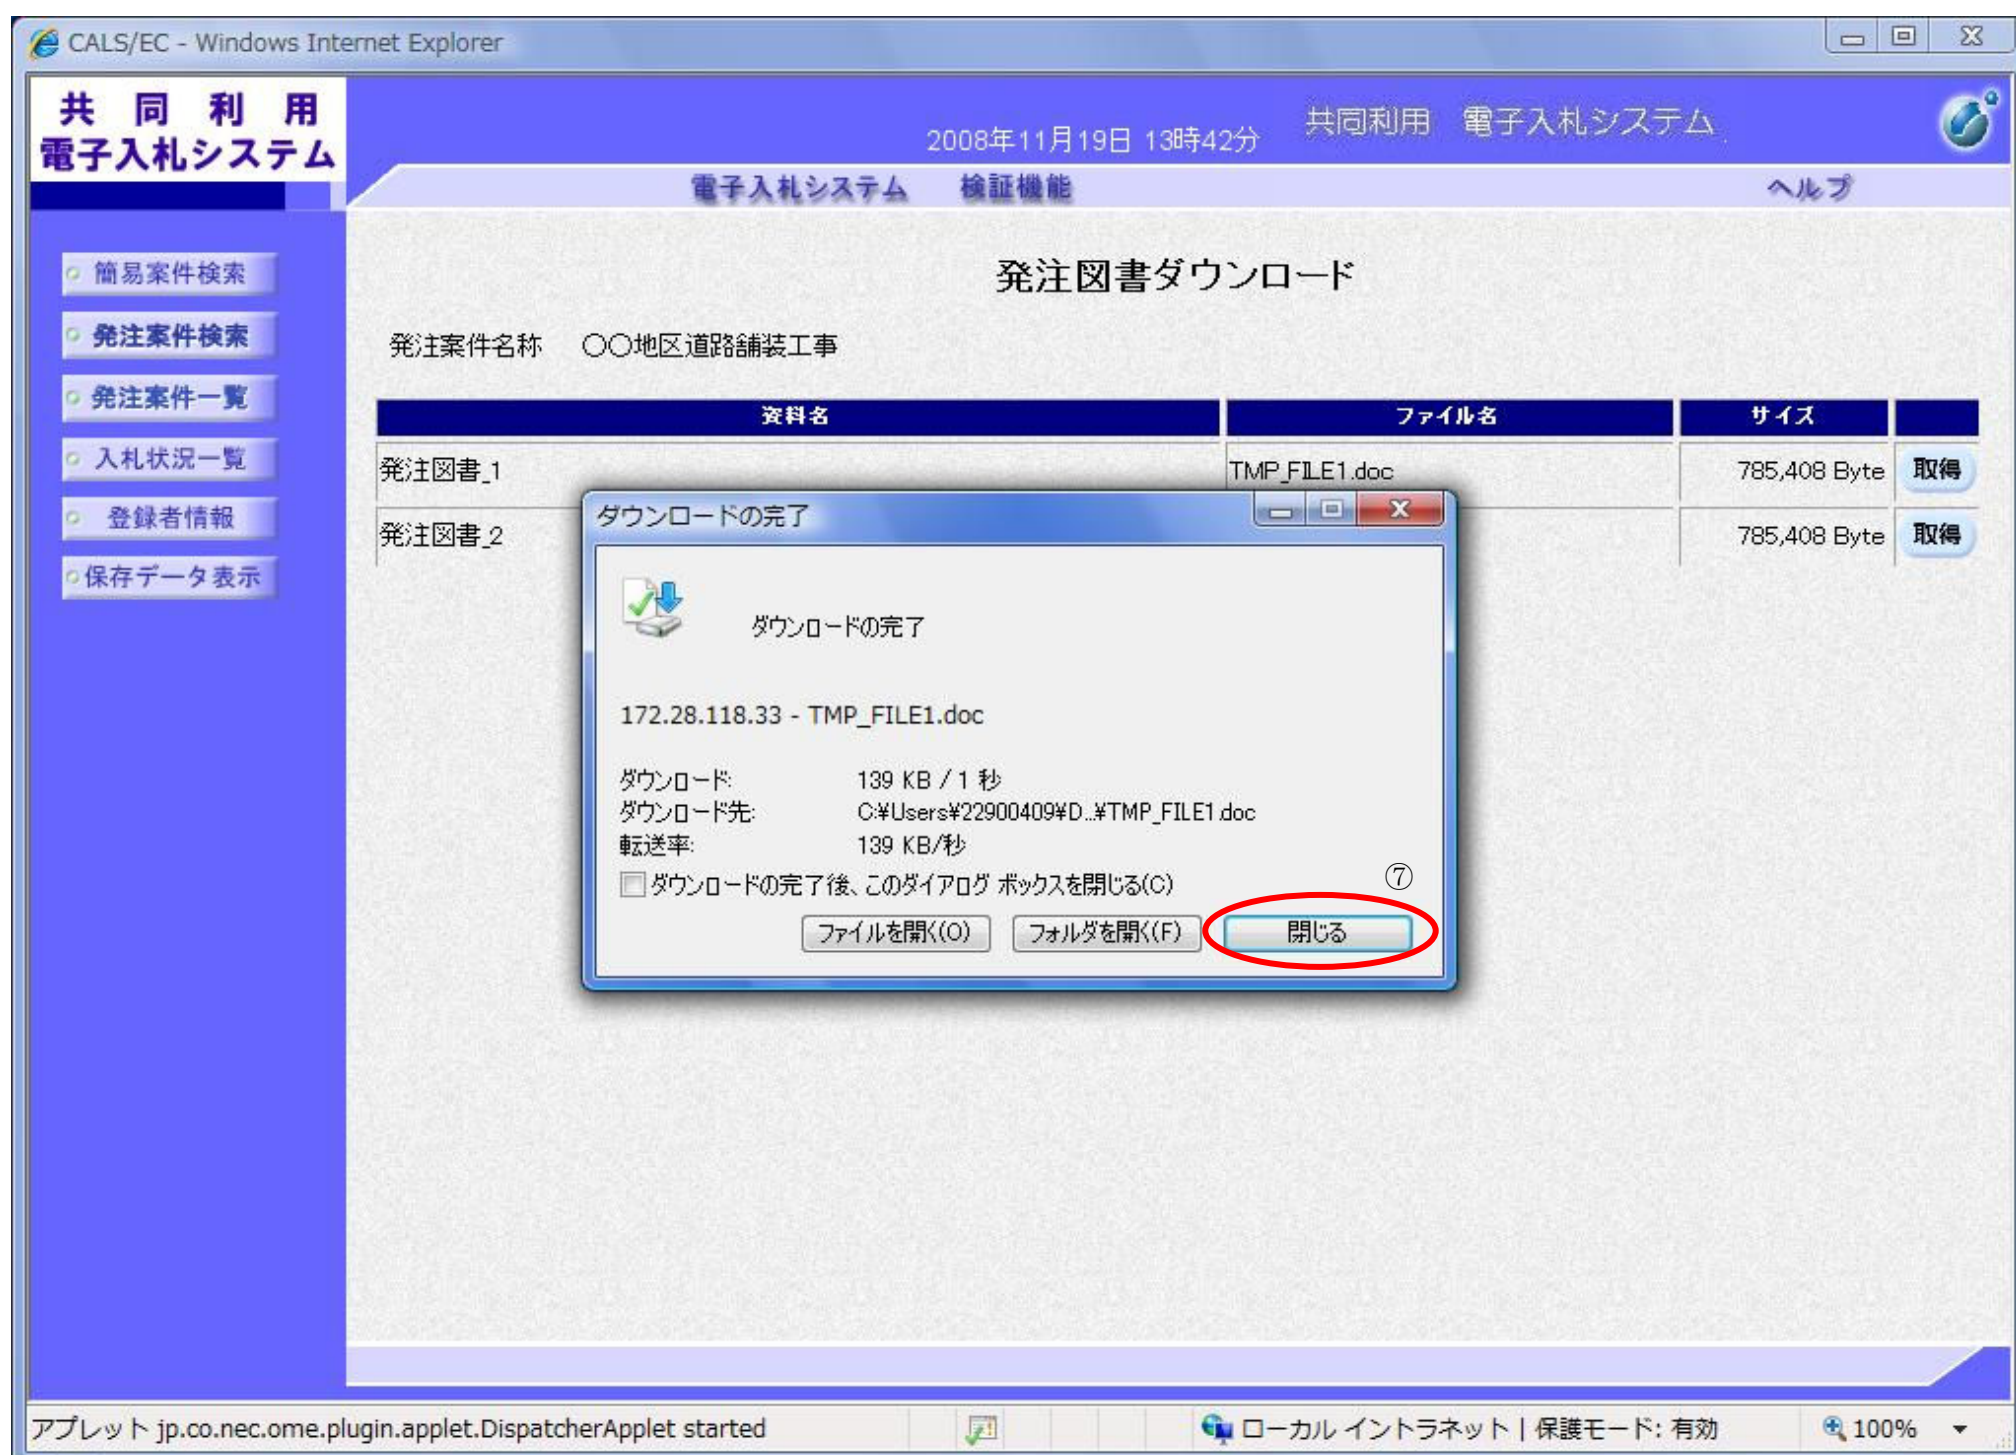 CALS/EC - Windows Internet Explorer
共 同 利 用
電子入札システム
2008年11月19日 13時42分
共同利用 電子入札システム
電子入札システム 検証機能 ヘルプ
簡易案件検索
発注案件検索
発注案件一覧
入札状況一覧
登録者情報
保存データ表示
発注図書ダウンロード
発注案件名称 〇〇地区道路舗装工事
資料名 ファイル名 サイズ
発注図書_1 TMP_FILE1.doc 785,408 Byte 取得
発注図書_2 785,408 Byte 取得
ダウンロードの完了
ダウンロードの完了
172.28.118.33 - TMP_FILE1.doc
ダウンロード: 139 KB / 1 秒
ダウンロード先: C:¥Users¥22900409¥D...¥TMP_FILE1.doc
転送率: 139 KB/秒
ダウンロードの完了後、このダイアログ ボックスを閉じる(C)
⑦
ファイルを開く(O) フォルダを開く(F) 閉じる
アプレット jp.co.nec.ome.plugin.applet.DispatcherApplet started
ローカル イントラネット | 保護モード: 有効
100%